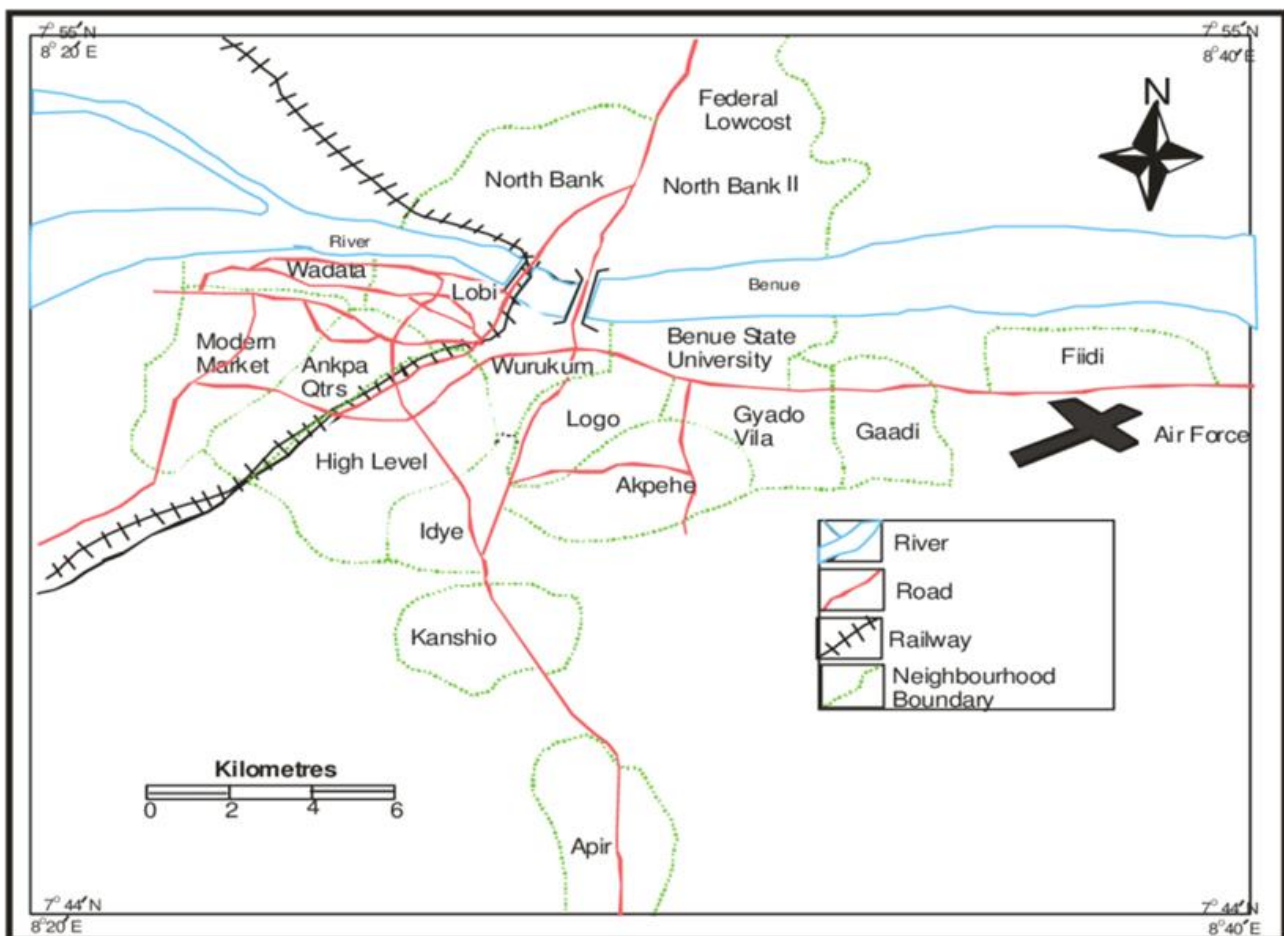 7° 55′ N
8° 20′ E
7° 55′ N
8° 40′ E
N
Federal
Lowcost
North Bank
North Bank II
River
Wadata
Lobi
Benue
Modern
Market
Ankpa
Qtrs
Wurukum
Benue State
University
Fiidi
Logo
Gyado
Vila
Gaadi
Air Force
High Level
Akpehe
Idye
River
Road
Railway
Neighbourhood
Boundary
Kanshio
Kilometres
0 2 4 6
Apir
7° 44′ N
8° 20′ E
7° 44′ N
8° 40′ E